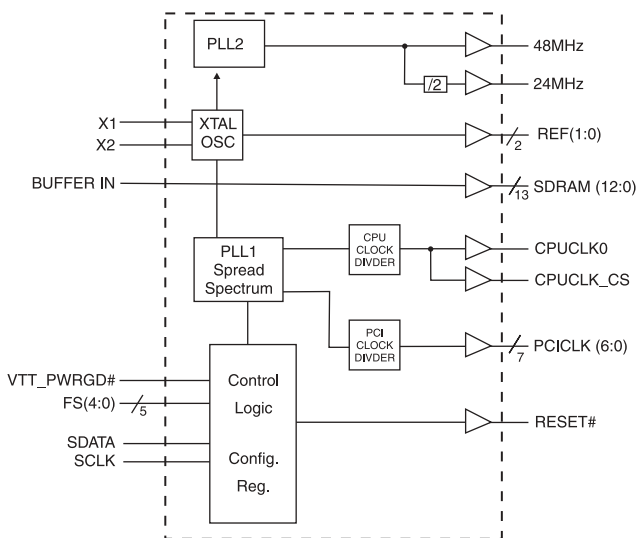 PLL2
48MHz
/2
24MHz
X1
X2
XTAL
OSC
REF(1:0)
2
BUFFER IN
SDRAM (12:0)
13
PLL1
Spread
Spectrum
CPU
CLOCK
DIVDER
CPUCLK0
CPUCLK_CS
PCI
CLOCK
DIVDER
PCICLK (6:0)
7
VTT_PWRGD#
FS(4:0)
5
SDATA
SCLK
Control
Logic
Config.
Reg.
RESET#